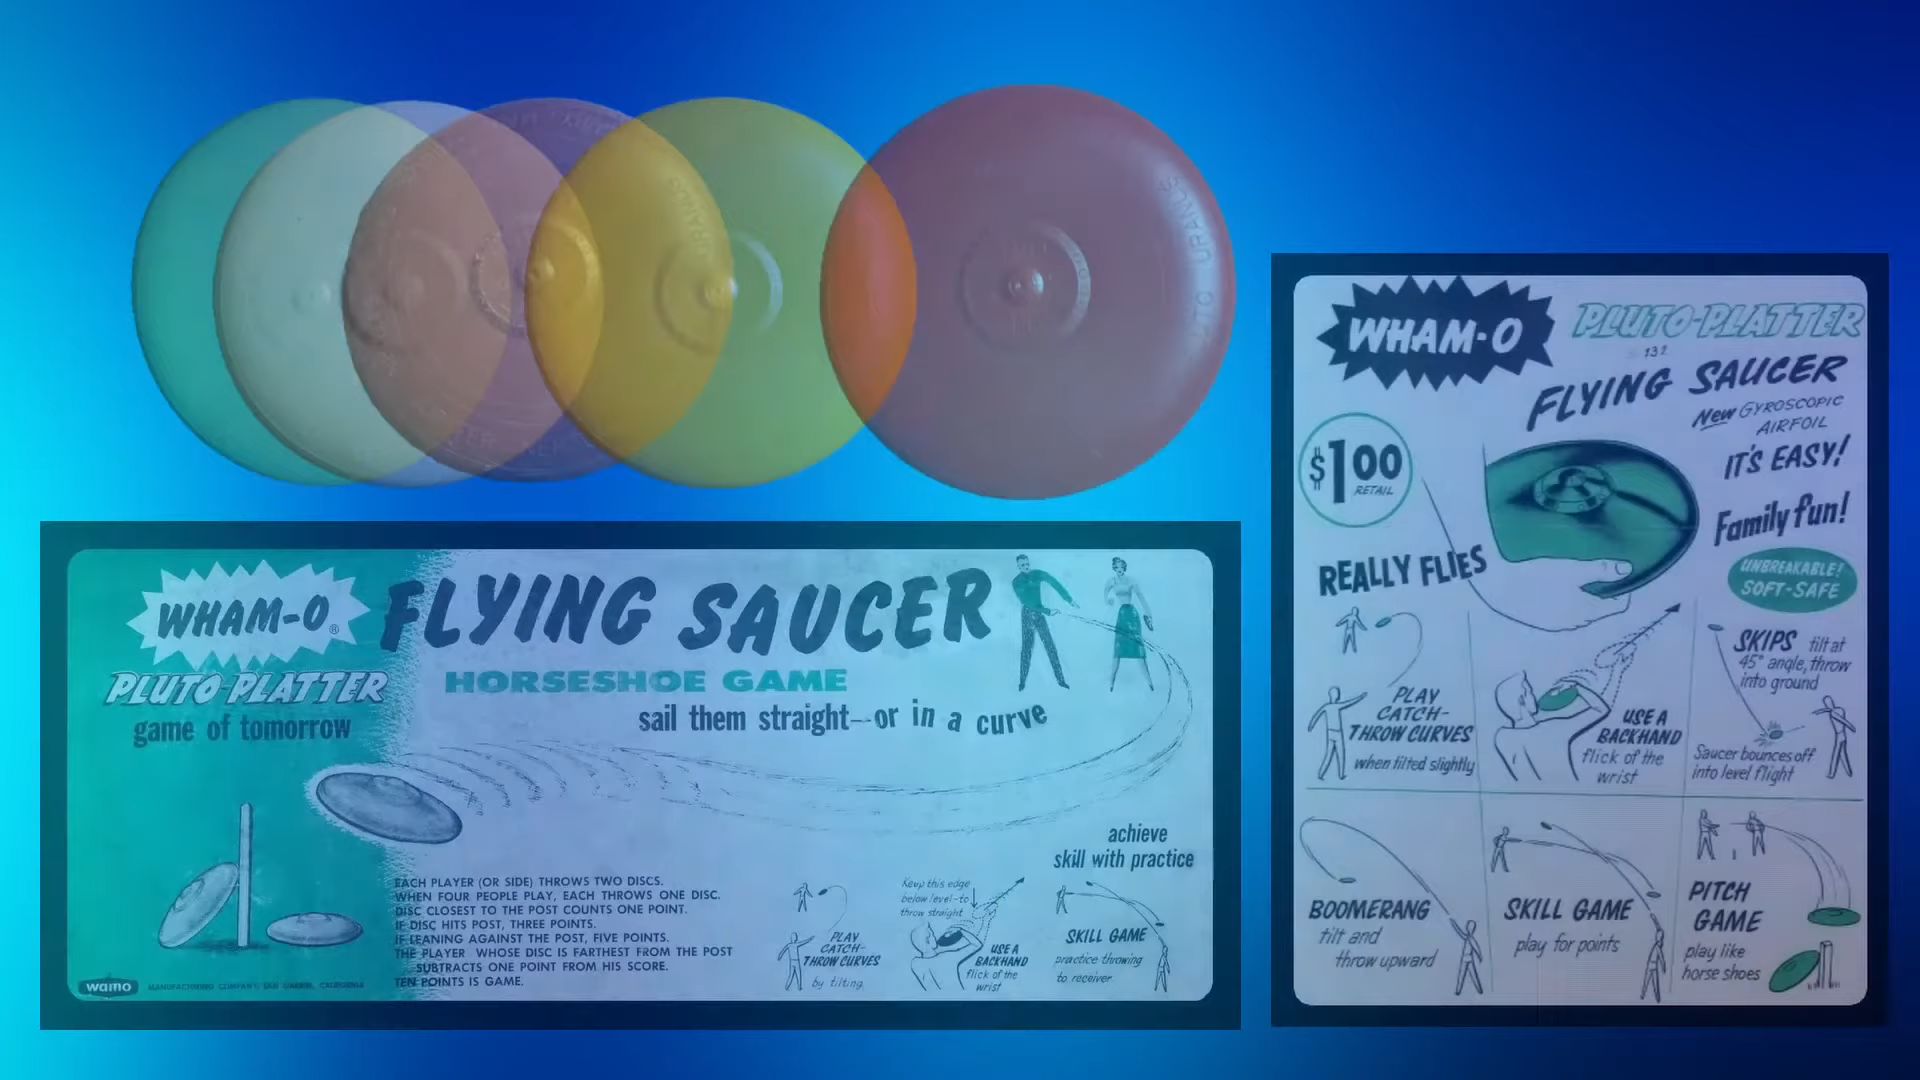 URANUS
URANUS
WHAM-O®
FLYING SAUCER
PLUTO PLATTER
HORSESHOE GAME
game of tomorrow
sail them straight—or in a curve
achieve
skill with practice
EACH PLAYER (OR SIDE) THROWS TWO DISCS.
WHEN FOUR PEOPLE PLAY, EACH THROWS ONE DISC.
DISC CLOSEST TO THE POST COUNTS ONE POINT.
IF DISC HITS POST, THREE POINTS.
IF LEANING AGAINST THE POST, FIVE POINTS.
THE PLAYER WHOSE DISC IS FARTHEST FROM THE POST
SUBTRACTS ONE POINT FROM HIS SCORE.
TEN POINTS IS GAME.
PLAY
CATCH-
THROW CURVES
by tilting
Keep this edge
below level-to
throw straight
USE A
BACKHAND
flick of the
wrist
SKILL GAME
practice throwing
to receiver
wamo
MANUFACTURING COMPANY, SAN GABRIEL, CALIFORNIA
WHAM-O
PLUTO-PLATTER
FLYING SAUCER
New GYROSCOPIC
AIRFOIL
$1.00
RETAIL
IT'S EASY!
Family fun!
REALLY FLIES
UNBREAKABLE!
SOFT-SAFE
PLAY
CATCH-
THROW CURVES
when tilted slightly
USE A
BACKHAND
flick of the
wrist
SKIPS tilt at
45° angle, throw
into ground
Saucer bounces off
into level flight
BOOMERANG
tilt and
throw upward
SKILL GAME
play for points
PITCH
GAME
play like
horse shoes